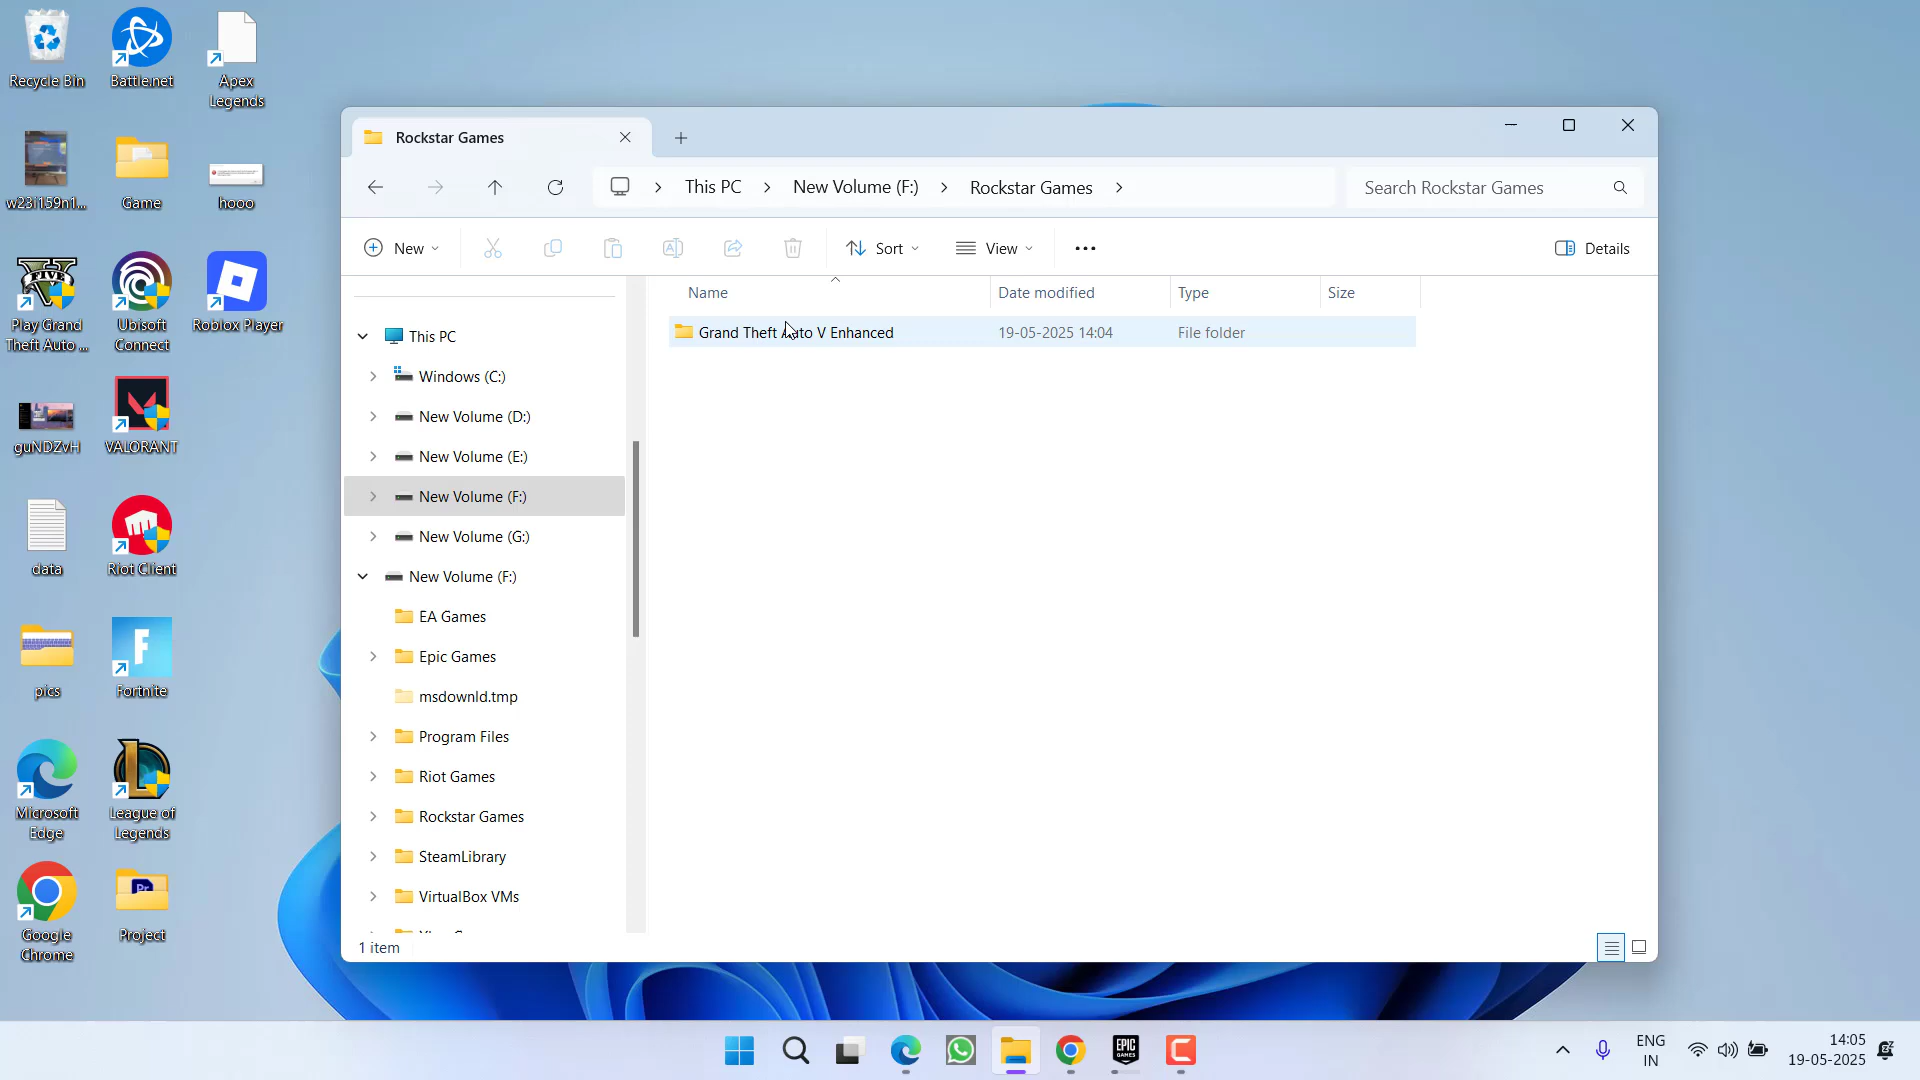 Recycle Bin
Battle.net
Apex
Legends
w23i159n1...
Game
hooo
Play Grand
Theft Auto ...
Ubisoft
Connect
Roblox Player
guNDZvH
VALORANT
data
Riot Client
pics
Fortnite
Microsoft
Edge
League of
Legends
Google
Chrome
Pr
Project
Rockstar Games
This PC
New Volume (F:)
Rockstar Games
Search Rockstar Games
New
Sort
View
Details
Name
Date modified
Type
Size
Grand Theft Auto V Enhanced
19-05-2025 14:04
File folder
This PC
Windows (C:)
New Volume (D:)
New Volume (E:)
New Volume (F:)
New Volume (G:)
New Volume (F:)
EA Games
Epic Games
msdownld.tmp
Program Files
Riot Games
Rockstar Games
SteamLibrary
VirtualBox VMs
1 item
EPIC
GAMES
ENG
IN
14:05
19-05-2025